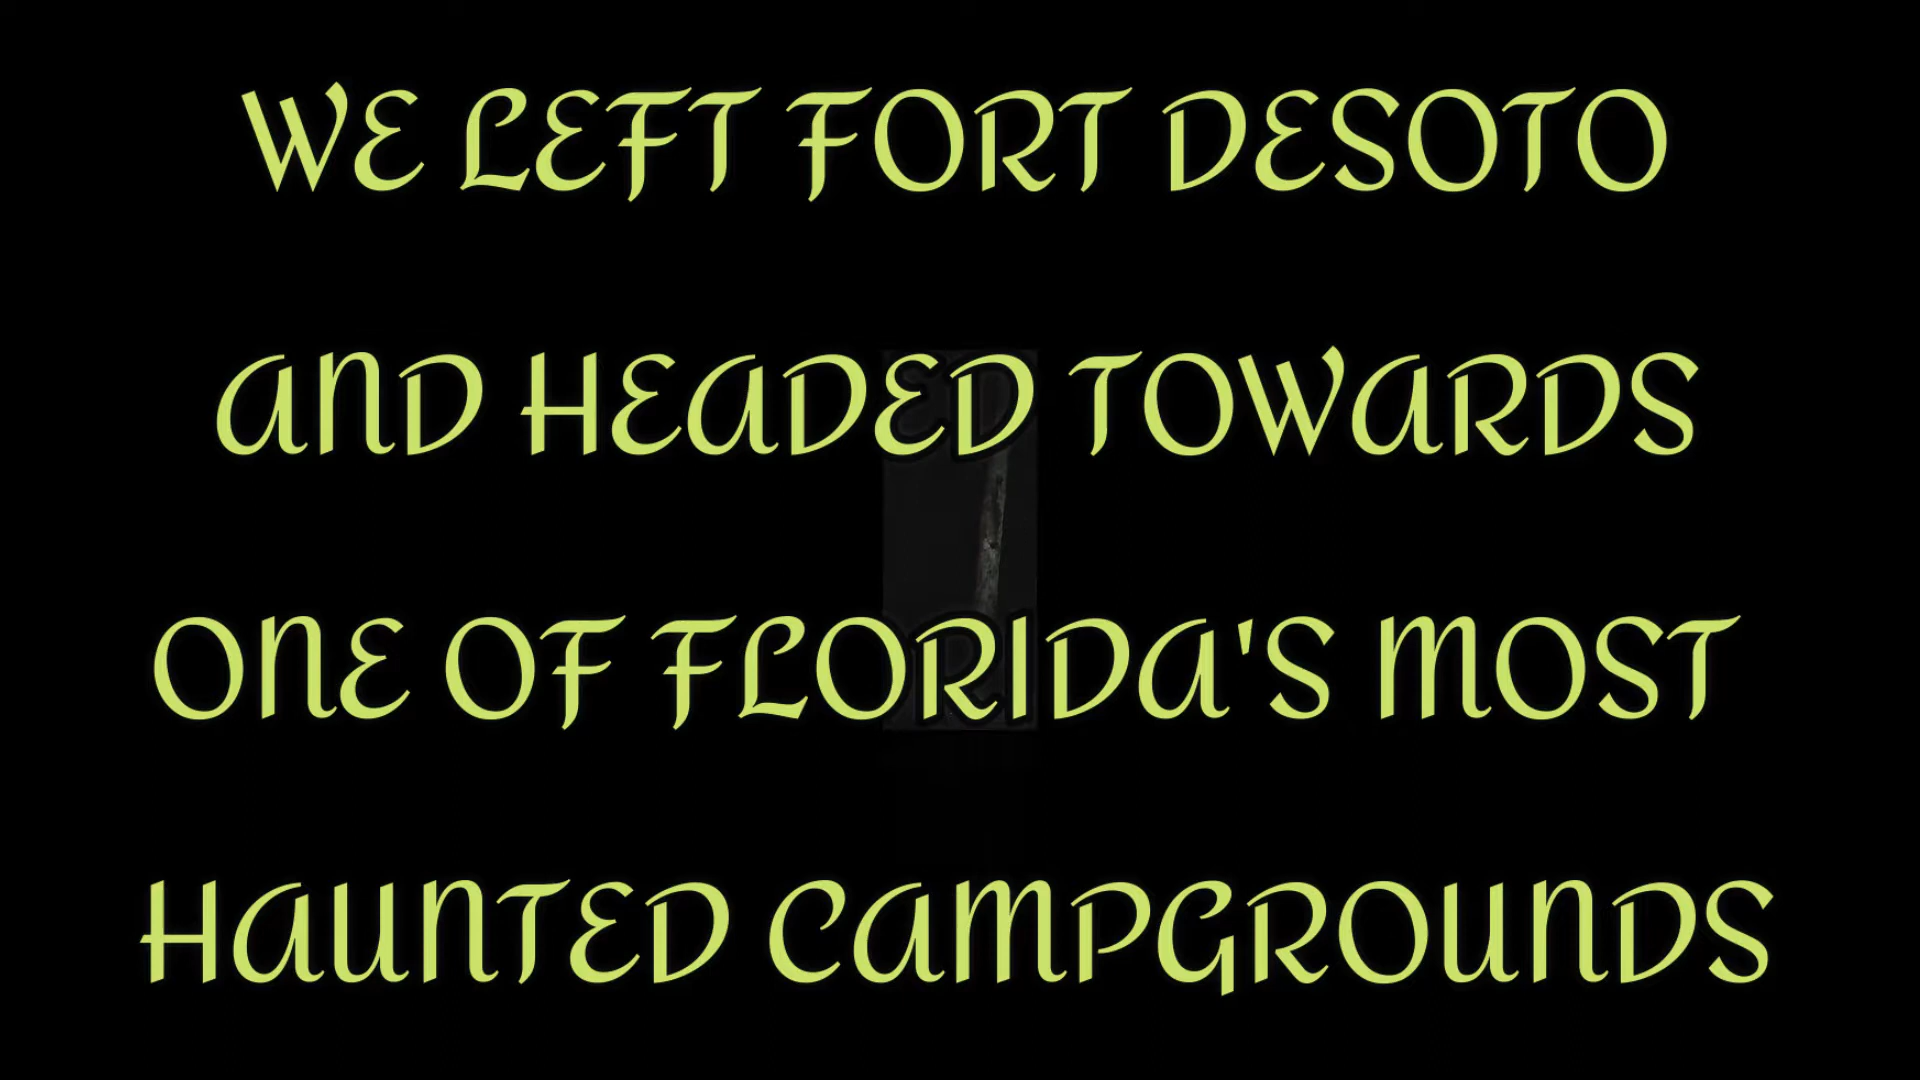 WE LEFT FORT DESOTO
AND HEADED TOWARDS
ONE OF FLORIDA'S MOST
HAUNTED CAMPGROUNDS